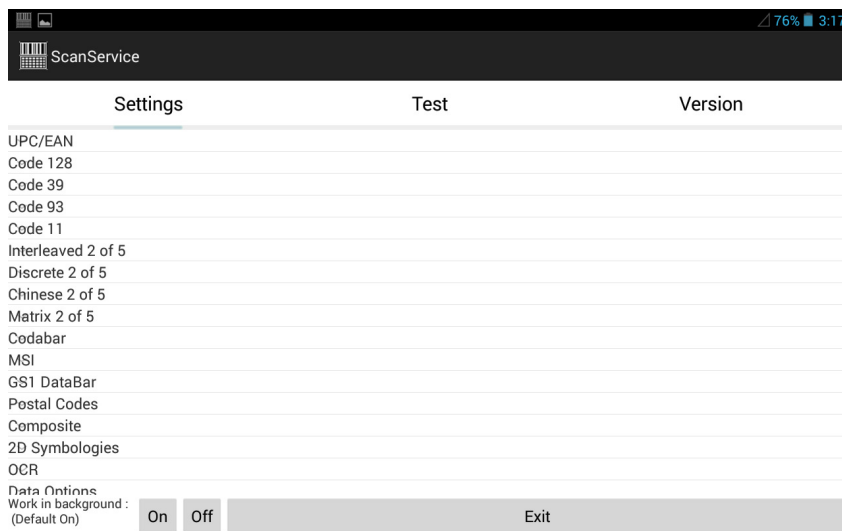 76% 3:17
ScanService
Settings Test Version
UPC/EAN
Code 128
Code 39
Code 93
Code 11
Interleaved 2 of 5
Discrete 2 of 5
Chinese 2 of 5
Matrix 2 of 5
Codabar
MSI
GS1 DataBar
Postal Codes
Composite
2D Symbologies
OCR
Data Options
Work in background :
(Default On) On Off Exit